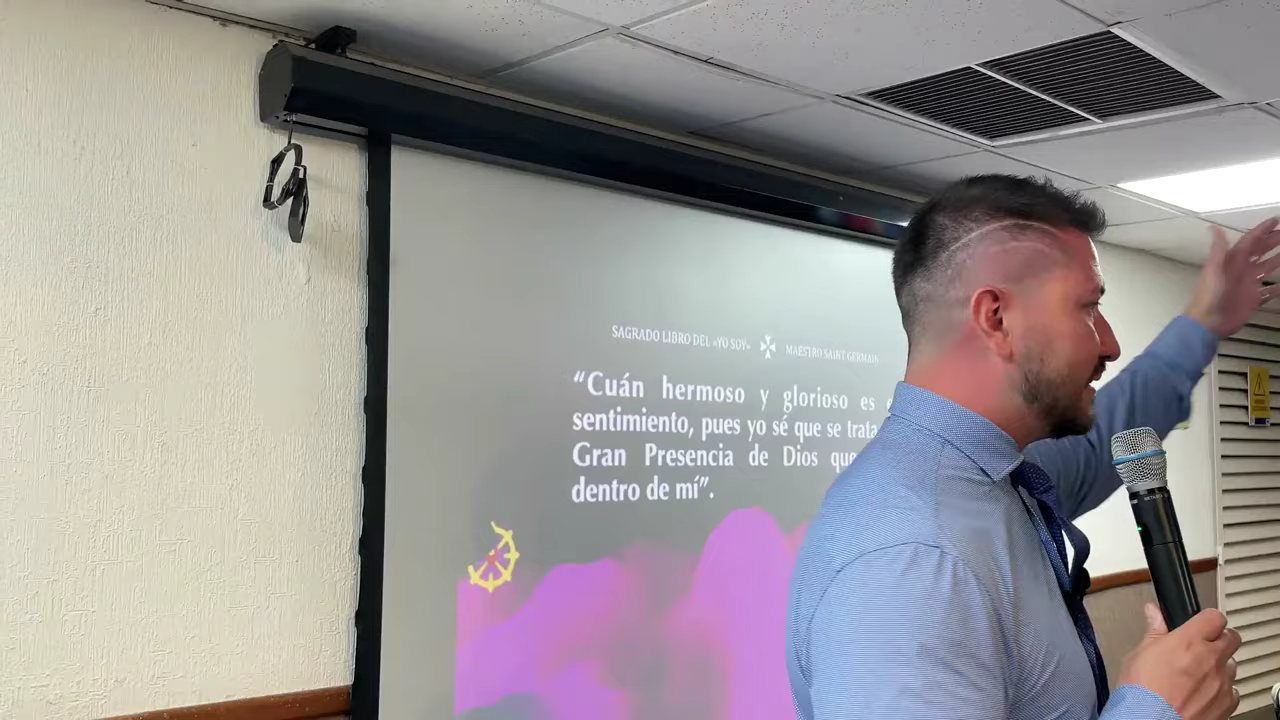 SAGRADO LIBRO DEL «YO SOY» MAESTRO SAINT GERMAIN
“Cuán hermoso y glorioso es
sentimiento, pues yo sé que se trata
Gran Presencia de Dios que
dentro de mí”.